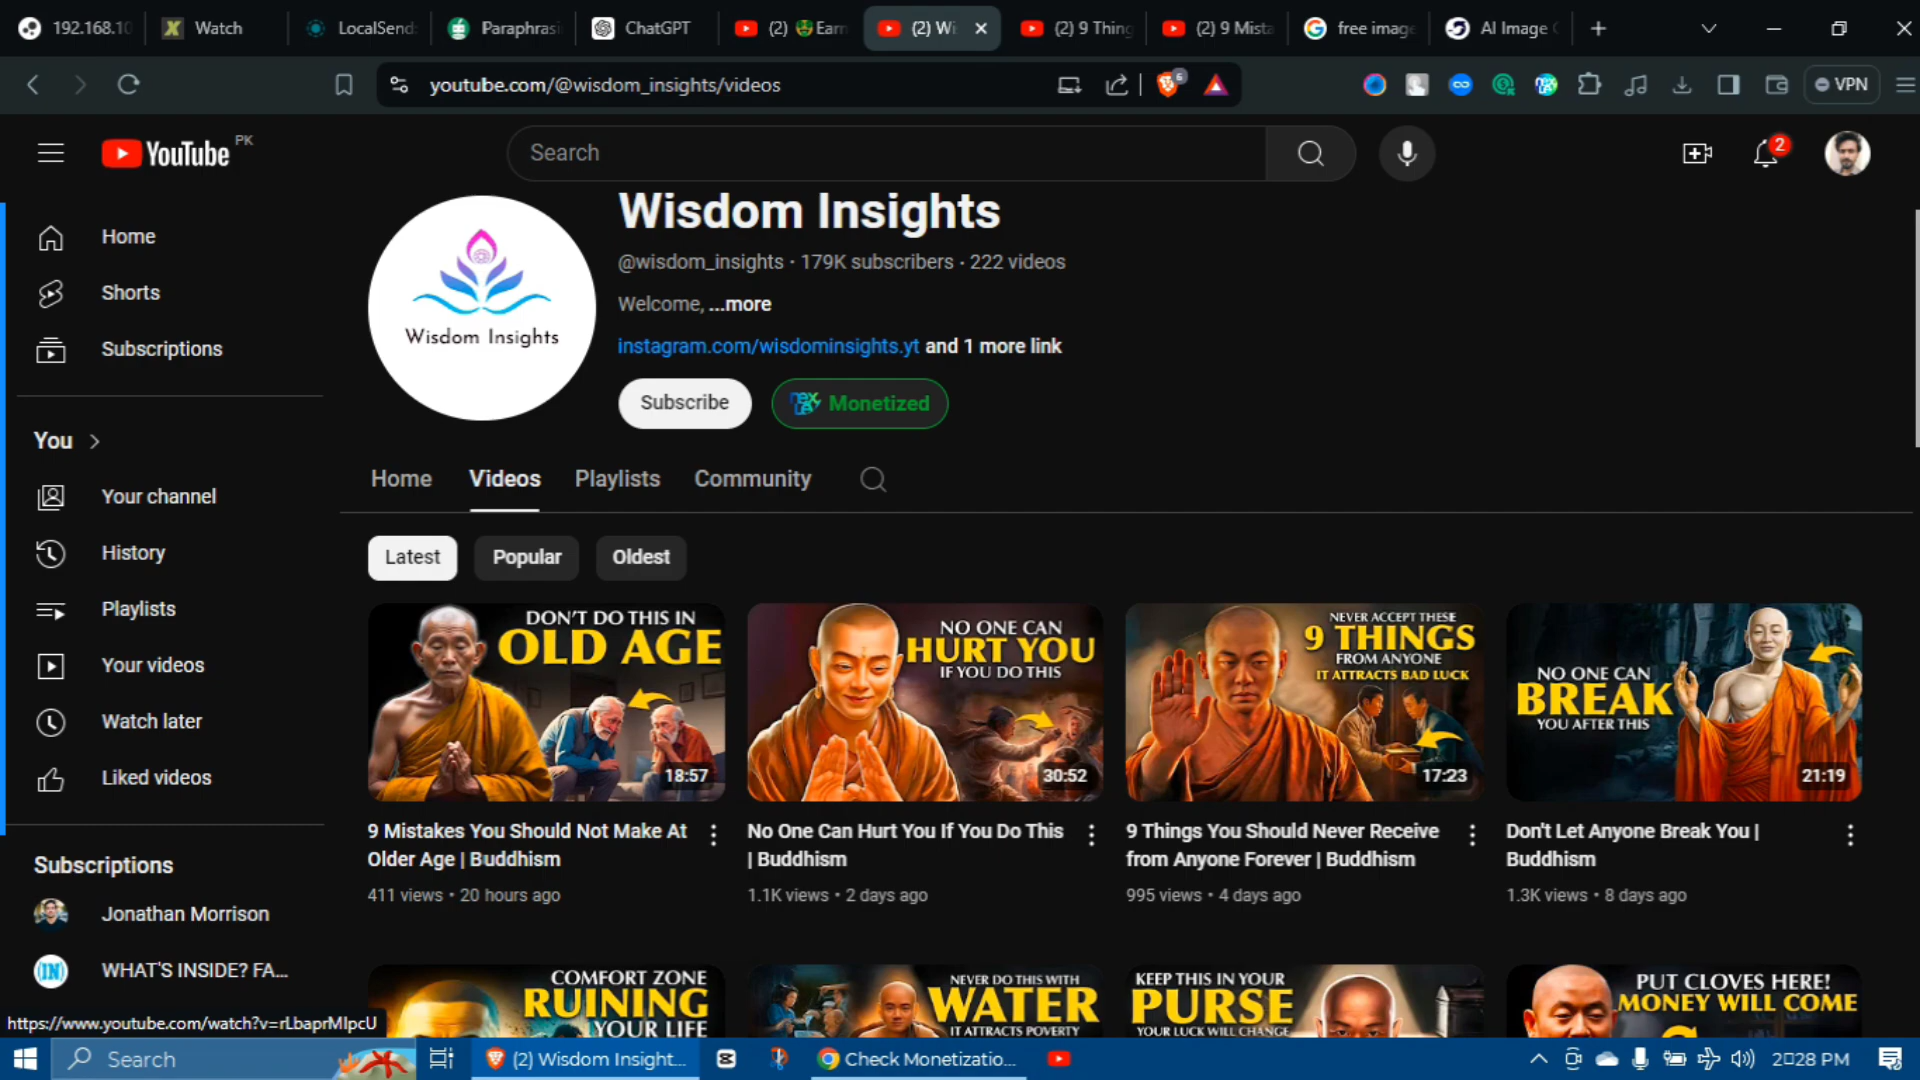 192.168.10
Watch
LocalSend
Paraphrasi
ChatGPT
(2) Earn
(2) Wi
(2) 9 Thing
(2) 9 Mista
free image
AI Image
youtube.com/@wisdom_insights/videos
6
VPN
YouTube PK
Search
2
Home
Shorts
Subscriptions
You
Your channel
History
Playlists
Your videos
Watch later
Liked videos
Subscriptions
Jonathan Morrison
WHAT'S INSIDE? FA...
Wisdom Insights
Wisdom Insights
@wisdom_insights · 179K subscribers · 222 videos
Welcome, ...more
instagram.com/wisdominsights.yt and 1 more link
Subscribe
Monetized
Home
Videos
Playlists
Community
Latest
Popular
Oldest
DON'T DO THIS IN
OLD AGE
18:57
9 Mistakes You Should Not Make At
Older Age | Buddhism
411 views · 20 hours ago
NO ONE CAN
HURT YOU
IF YOU DO THIS
30:52
No One Can Hurt You If You Do This
| Buddhism
1.1K views · 2 days ago
NEVER ACCEPT THESE
9 THINGS
FROM ANYONE
IT ATTRACTS BAD LUCK
17:23
9 Things You Should Never Receive
from Anyone Forever | Buddhism
995 views · 4 days ago
NO ONE CAN
BREAK
YOU AFTER THIS
21:19
Don't Let Anyone Break You |
Buddhism
1.3K views · 8 days ago
COMFORT ZONE
RUINING
YOUR LIFE
NEVER DO THIS WITH
WATER
IT ATTRACTS POVERTY
KEEP THIS IN YOUR
PURSE
YOUR LUCK WILL CHANGE
PUT CLOVES HERE!
MONEY WILL COME
https://www.youtube.com/watch?v=rLbaprMIpcU
Search
(2) Wisdom Insight...
Check Monetizatio...
2:28 PM